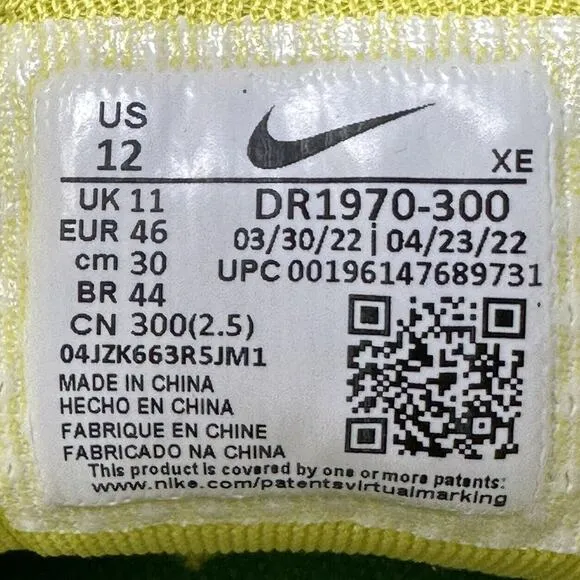 US
12
XE
UK 11
EUR 46
cm 30
BR 44
CN 300(2.5)
DR1970-300
03/30/22 | 04/23/22
UPC 00196147689731
04JZK663R5JM1
MADE IN CHINA
HECHO EN CHINA
FABRIQUE EN CHINE
FABRICADO NA CHINA
This product is covered by one or more patents:
www.nike.com/patentsvirtualmarking